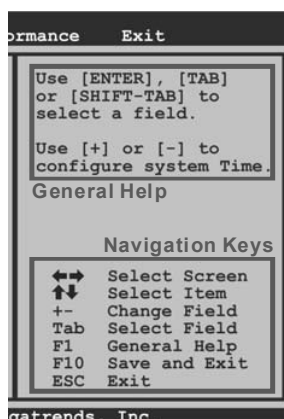 ormance Exit
Use [ENTER], [TAB]
or [SHIFT-TAB] to
select a field.
Use [+] or [-] to
configure system Time.
General Help
Navigation Keys
←→ Select Screen
↑↓ Select Item
+- Change Field
Tab Select Field
F1 General Help
F10 Save and Exit
ESC Exit
gatrends, Inc.